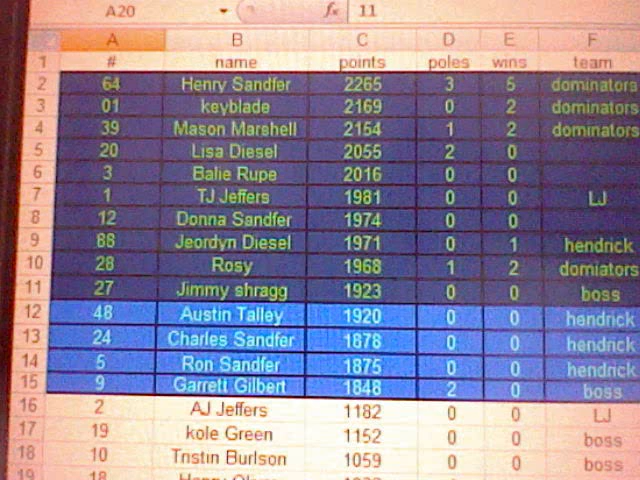 A20 fx 11
A B C D E F
1 # name points poles wins team
2 64 Henry Sandfer 2265 3 5 dominators
3 01 keyblade 2169 0 2 dominators
4 39 Mason Marshell 2154 1 2 dominators
5 20 Lisa Diesel 2055 2 0
6 3 Balie Rupe 2016 0 0
7 1 TJ Jeffers 1981 0 0 LJ
8 12 Donna Sandfer 1974 0 0
9 88 Jeordyn Diesel 1971 0 1 hendrick
10 28 Rosy 1968 1 2 domiators
11 27 Jimmy shragg 1923 0 0 boss
12 48 Austin Talley 1920 0 0 hendrick
13 24 Charles Sandfer 1878 0 0 hendrick
14 5 Ron Sandfer 1875 0 0 hendrick
15 9 Garrett Gilbert 1848 2 0 boss
16 2 AJ Jeffers 1182 0 0 LJ
17 19 kole Green 1152 0 0 boss
18 10 Tristin Burlson 1059 0 0 boss
19 18